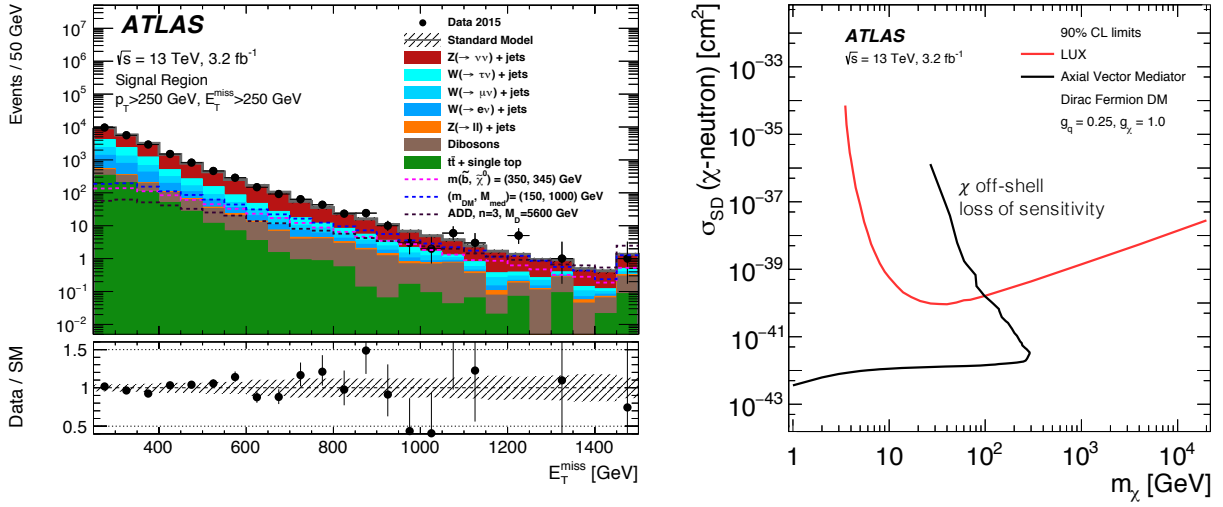 ATLAS
√s = 13 TeV, 3.2 fb⁻¹
Signal Region
p_T>250 GeV, E_T^miss>250 GeV
Data 2015
Standard Model
Z(→ νν) + jets
W(→ τν) + jets
W(→ μν) + jets
W(→ eν) + jets
Z(→ ll) + jets
Dibosons
tt̄ + single top
m(b̃, χ̃⁰) = (350, 345) GeV
(m_DM, M_med)= (150, 1000) GeV
ADD, n=3, M_D=5600 GeV
Events / 50 GeV
10⁷
10⁶
10⁵
10⁴
10³
10²
10
1
10⁻¹
10⁻²
Data / SM
1.5
1
0.5
400 600 800 1000 1200 1400
E_T^miss [GeV]
ATLAS
√s = 13 TeV, 3.2 fb⁻¹
90% CL limits
LUX
Axial Vector Mediator
Dirac Fermion DM
g_q = 0.25, g_χ = 1.0
χ off-shell
loss of sensitivity
σ_SD (χ-neutron) [cm²]
10⁻³³
10⁻³⁵
10⁻³⁷
10⁻³⁹
10⁻⁴¹
10⁻⁴³
1 10 10² 10³ 10⁴
m_χ [GeV]